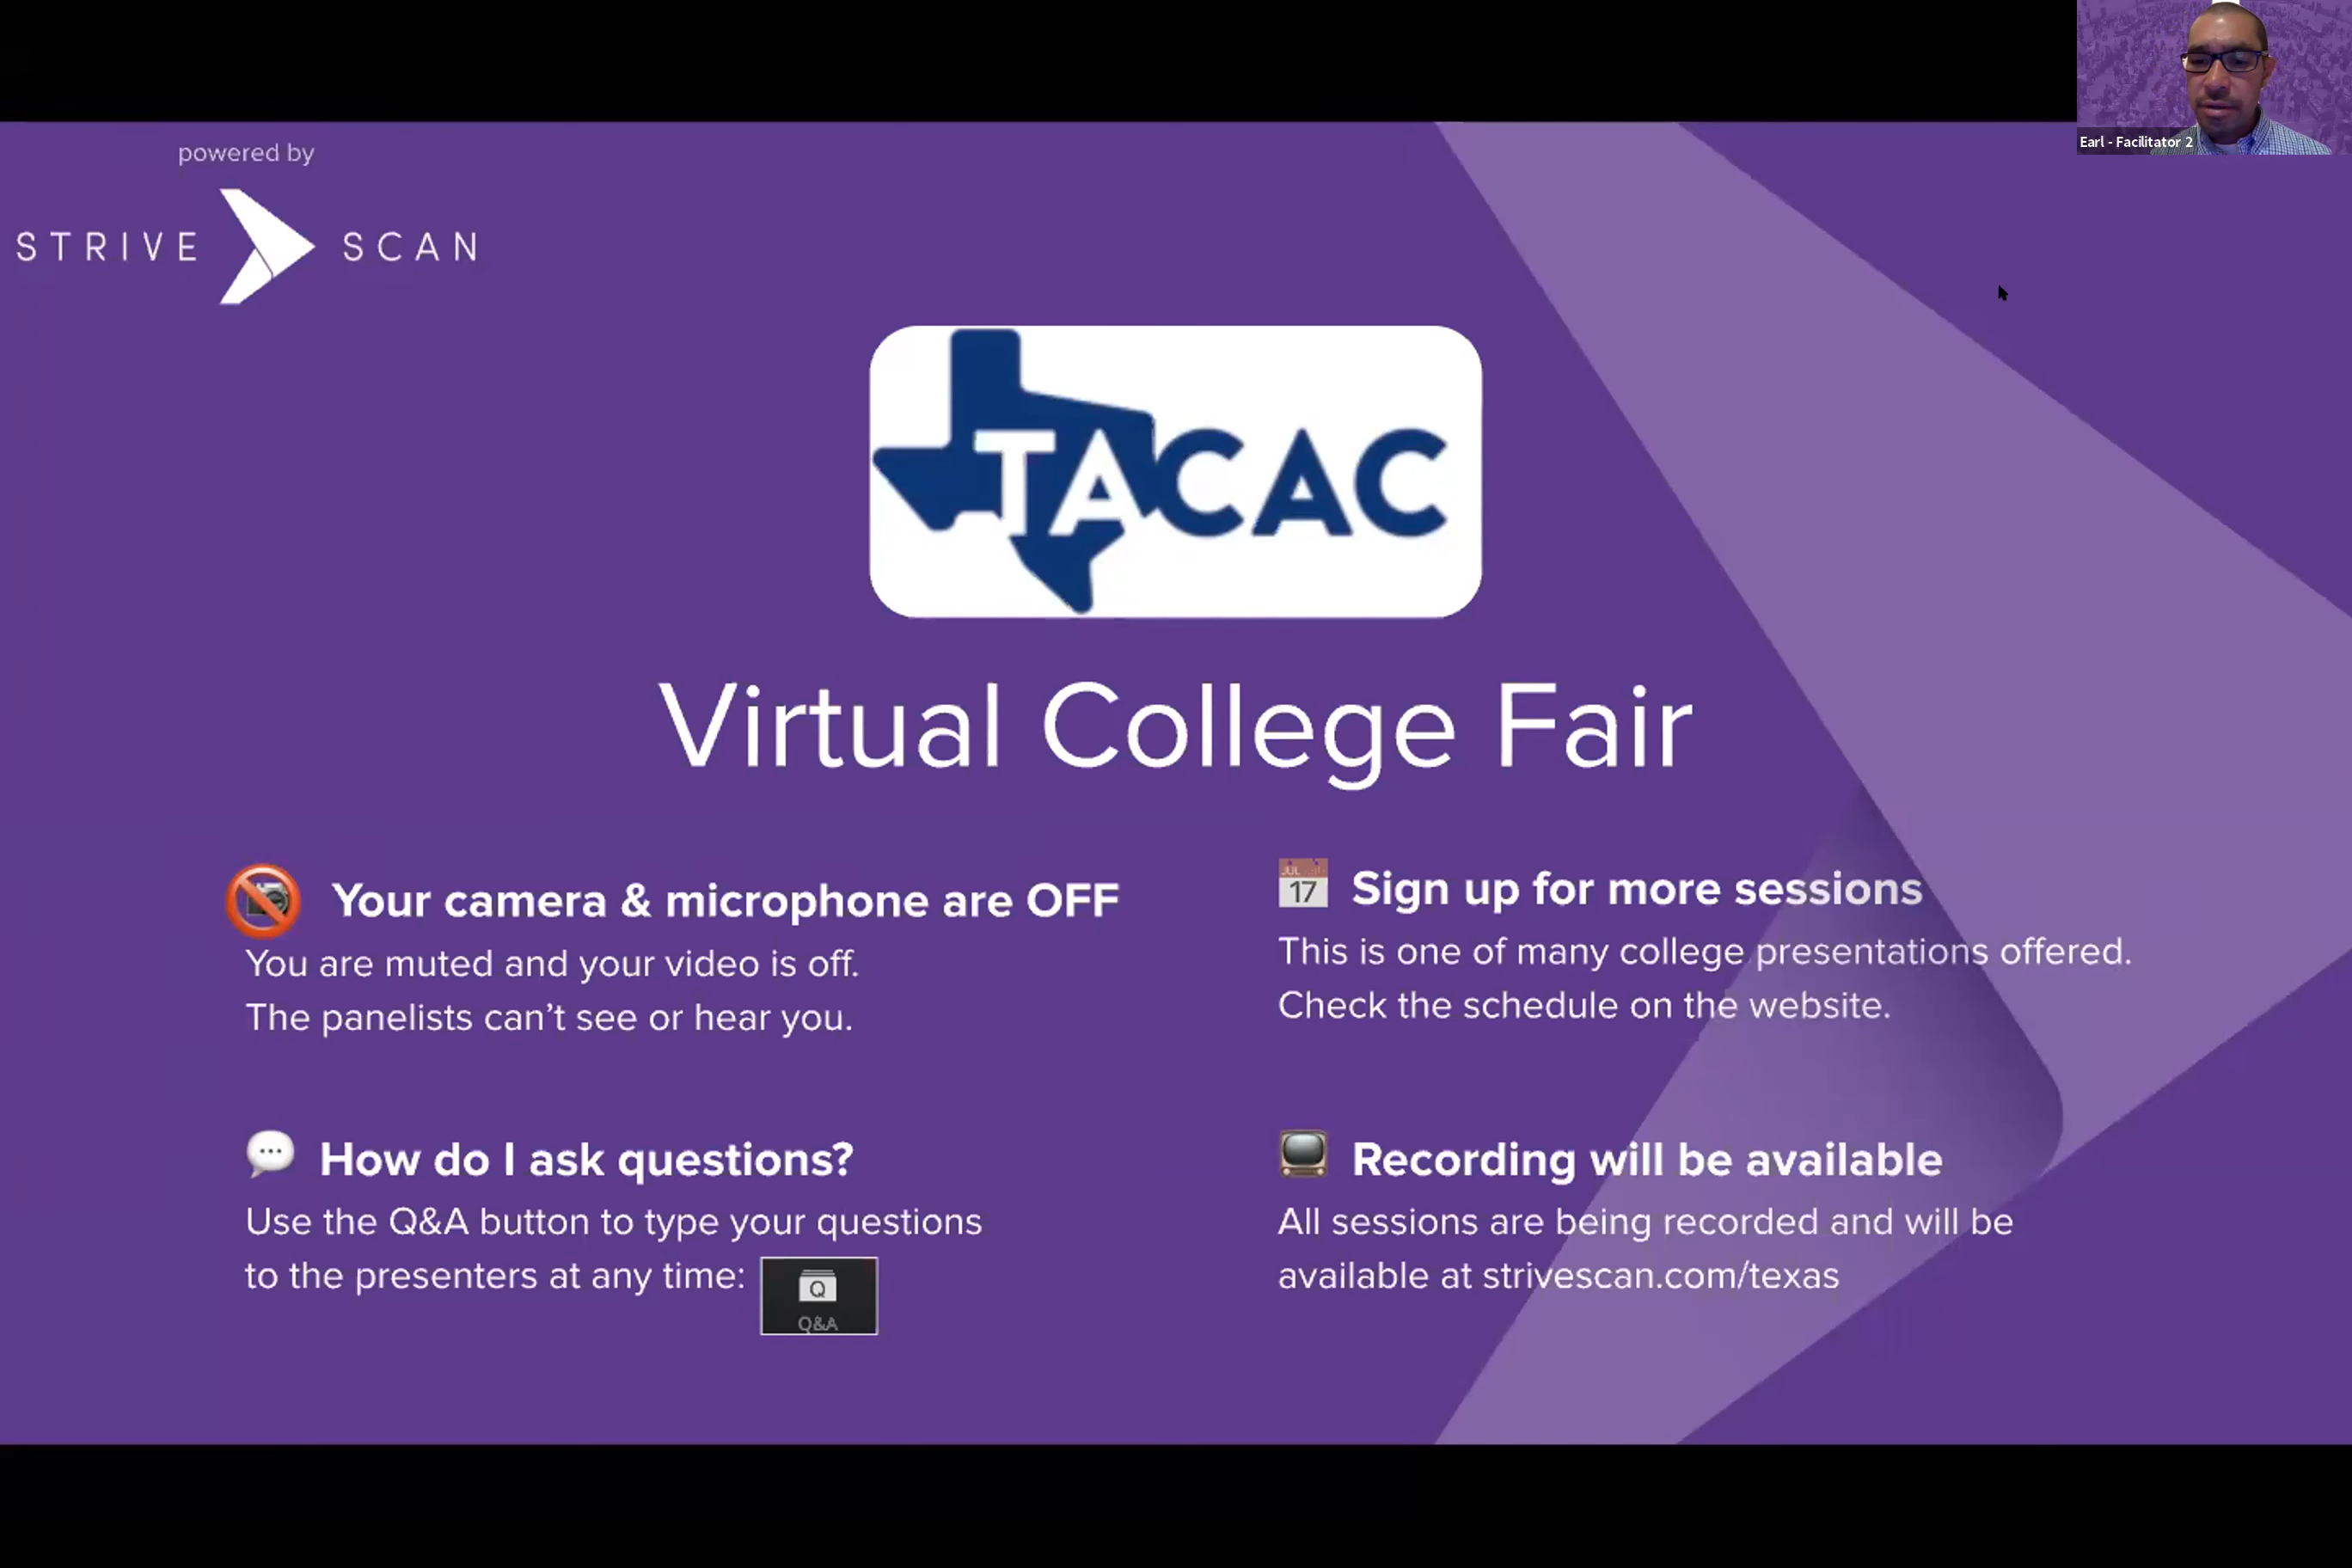 Earl - Facilitator 2
powered by
STRIVE SCAN
TACAC
Virtual College Fair
Your camera & microphone are OFF
You are muted and your video is off.
The panelists can't see or hear you.
JUL
17
Sign up for more sessions
This is one of many college presentations offered.
Check the schedule on the website.
How do I ask questions?
Use the Q&A button to type your questions
to the presenters at any time:
Q
Q&A
Recording will be available
All sessions are being recorded and will be
available at strivescan.com/texas